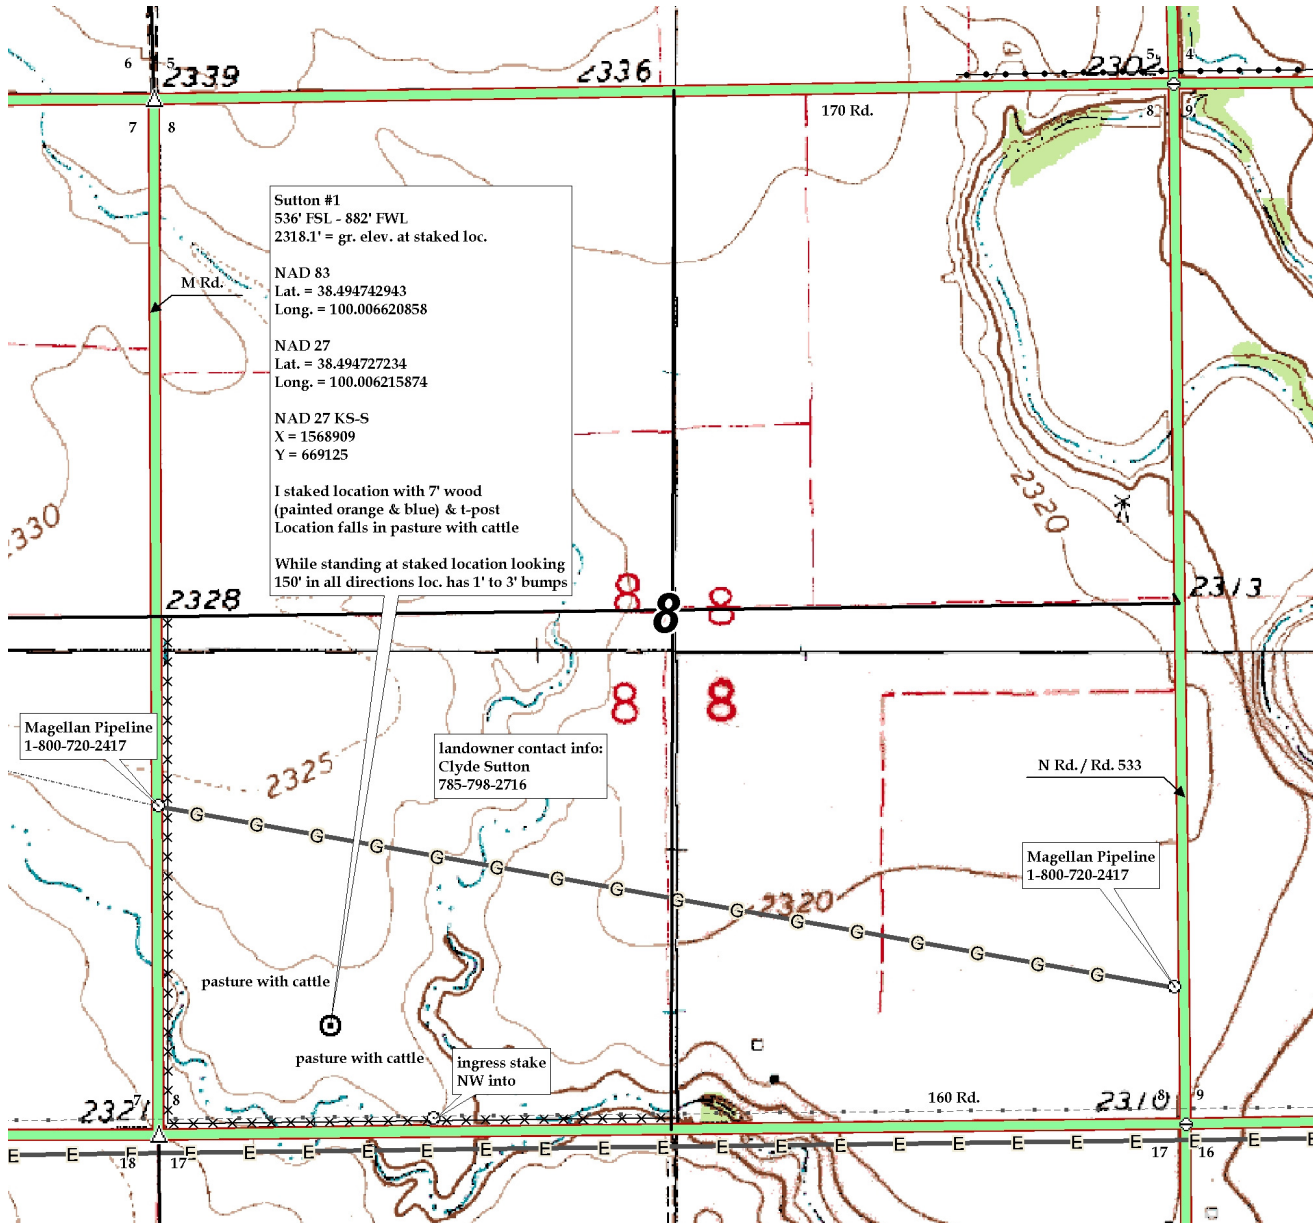 6 5
2339
2336
2302
5 4
170 Rd.
7 8
8 9
Sutton #1
536' FSL - 882' FWL
2318.1' = gr. elev. at staked loc.
NAD 83
Lat. = 38.494742943
Long. = 100.006620858
NAD 27
Lat. = 38.494727234
Long. = 100.006215874
NAD 27 KS-S
X = 1568909
Y = 669125
I staked location with 7' wood
(painted orange & blue) & t-post
Location falls in pasture with cattle
While standing at staked location looking
150' in all directions loc. has 1' to 3' bumps
M Rd.
2330
2320
2328
8 8
8
2313
8 8
Magellan Pipeline
1-800-720-2417
2325
landowner contact info:
Clyde Sutton
785-798-2716
N Rd. / Rd. 533
Magellan Pipeline
1-800-720-2417
G G G G G G G G G G G G G G G G
2320
pasture with cattle
pasture with cattle
ingress stake
NW into
7 8
2321
160 Rd.
2310
8 9
E E E E E E E E E E E E E E E E E E E E E E
18 17
17 16